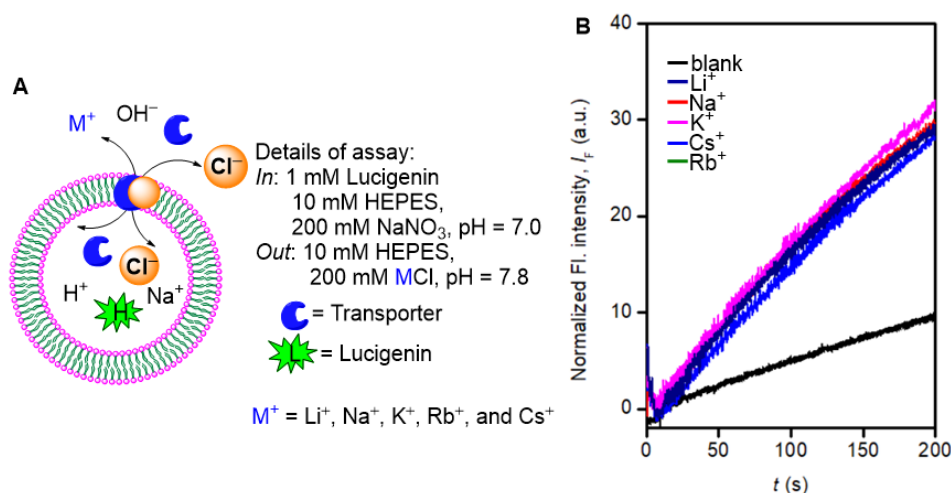 A
M⁺
OH⁻
Cl⁻
Cl⁻
H⁺
Na⁺
H
Details of assay:
In: 1 mM Lucigenin
10 mM HEPES,
200 mM NaNO₃, pH = 7.0
Out: 10 mM HEPES,
200 mM MCl, pH = 7.8
= Transporter
L = Lucigenin
M⁺ = Li⁺, Na⁺, K⁺, Rb⁺, and Cs⁺
B
Normalized Fl. intensity, I_F (a.u.)
40
30
20
10
0
blank
Li⁺
Na⁺
K⁺
Cs⁺
Rb⁺
0 50 100 150 200
t (s)